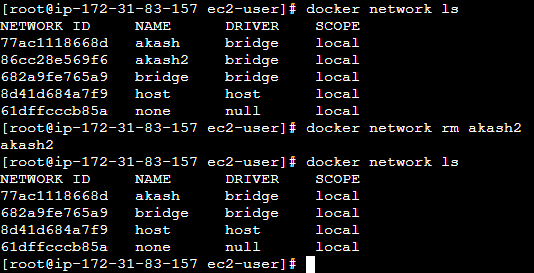 [root@ip-172-31-83-157 ec2-user]# docker network ls
NETWORK ID     NAME      DRIVER    SCOPE
77ac1118668d   akash     bridge    local
86cc28e569f6   akash2    bridge    local
682a9fe765a9   bridge    bridge    local
8d41d684a7f9   host      host      local
61dffcccb85a   none      null      local
[root@ip-172-31-83-157 ec2-user]# docker network rm akash2
akash2
[root@ip-172-31-83-157 ec2-user]# docker network ls
NETWORK ID     NAME      DRIVER    SCOPE
77ac1118668d   akash     bridge    local
682a9fe765a9   bridge    bridge    local
8d41d684a7f9   host      host      local
61dffcccb85a   none      null      local
[root@ip-172-31-83-157 ec2-user]#